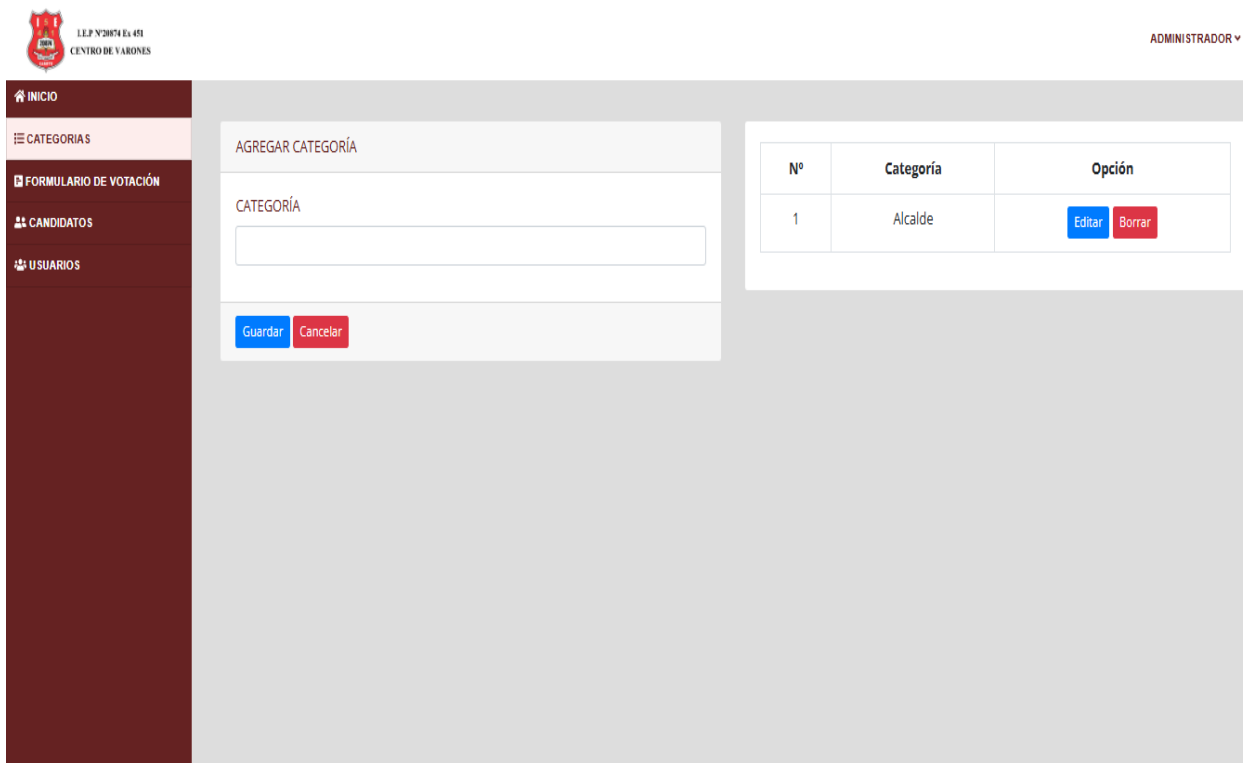 I.E.P. N°20874 Ex 451
CENTRO DE VARONES
ADMINISTRADOR
INICIO
CATEGORIAS
FORMULARIO DE VOTACIÓN
CANDIDATOS
USUARIOS
AGREGAR CATEGORÍA
CATEGORÍA
Guardar Cancelar
Nº Categoría Opción
1 Alcalde Editar Borrar